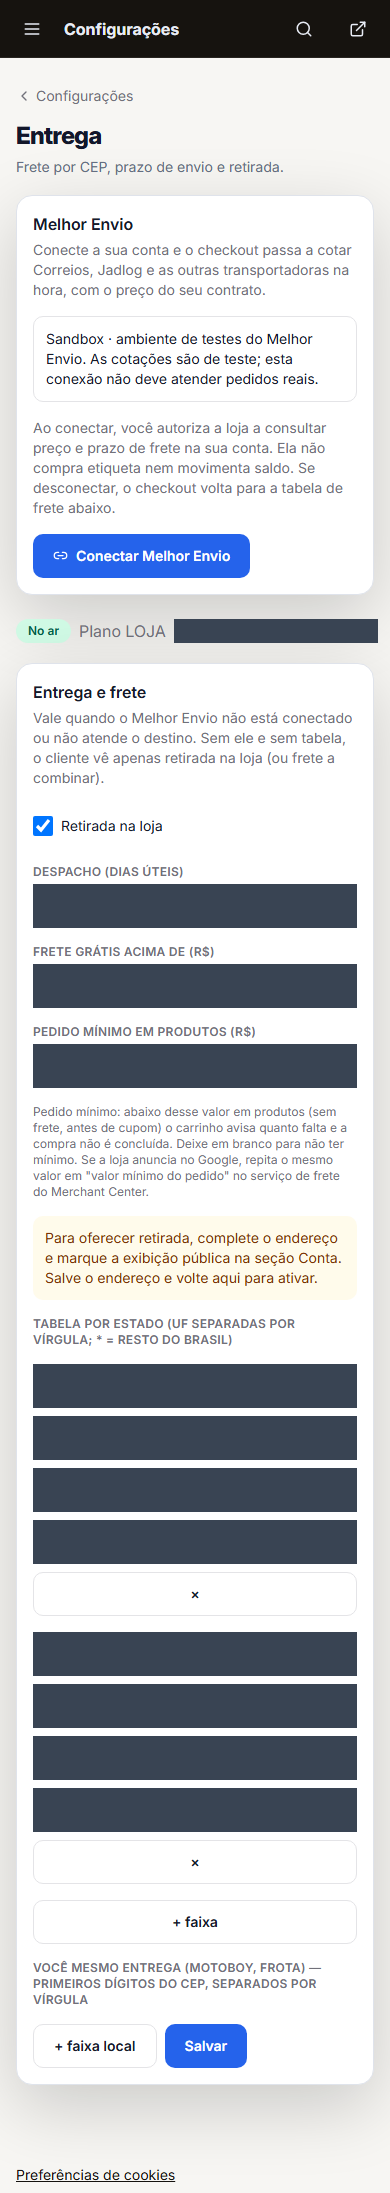 Configurações
Configurações
Entrega
Frete por CEP, prazo de envio e retirada.
Melhor Envio
Conecte a sua conta e o checkout passa a cotar
Correios, Jadlog e as outras transportadoras na
hora, com o preço do seu contrato.
Sandbox · ambiente de testes do Melhor
Envio. As cotações são de teste; esta
conexão não deve atender pedidos reais.
Ao conectar, você autoriza a loja a consultar
preço e prazo de frete na sua conta. Ela não
compra etiqueta nem movimenta saldo. Se
desconectar, o checkout volta para a tabela de
frete abaixo.
Conectar Melhor Envio
No ar Plano LOJA
Entrega e frete
Vale quando o Melhor Envio não está conectado
ou não atende o destino. Sem ele e sem tabela,
o cliente vê apenas retirada na loja (ou frete a
combinar).
Retirada na loja
DESPACHO (DIAS ÚTEIS)
FRETE GRÁTIS ACIMA DE (R$)
PEDIDO MÍNIMO EM PRODUTOS (R$)
Pedido mínimo: abaixo desse valor em produtos (sem
frete, antes de cupom) o carrinho avisa quanto falta e a
compra não é concluída. Deixe em branco para não ter
mínimo. Se a loja anuncia no Google, repita o mesmo
valor em "valor mínimo do pedido" no serviço de frete
do Merchant Center.
Para oferecer retirada, complete o endereço
e marque a exibição pública na seção Conta.
Salve o endereço e volte aqui para ativar.
TABELA POR ESTADO (UF SEPARADAS POR
VÍRGULA; * = RESTO DO BRASIL)
×
×
+ faixa
VOCÊ MESMO ENTREGA (MOTOBOY, FROTA) —
PRIMEIROS DÍGITOS DO CEP, SEPARADOS POR
VÍRGULA
+ faixa local
Salvar
Preferências de cookies